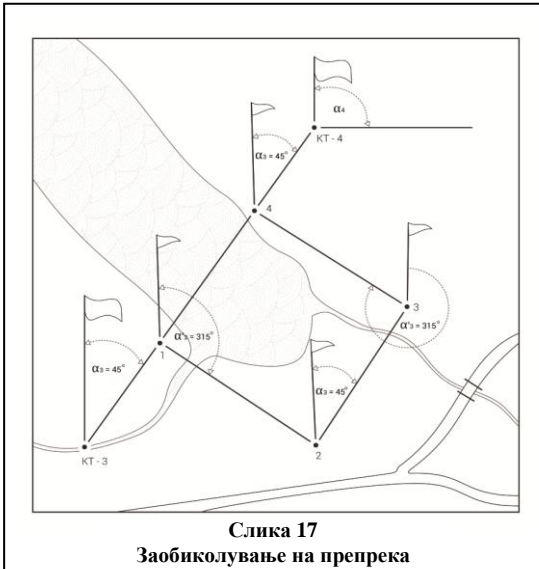 α₄
КТ - 4
α₃ = 45°
4
3
α'₃ = 315°
α'₃ = 315°
1
α₃ = 45°
α₃ = 45°
2
КТ - 3
Слика 17
Заобиколување на препрека